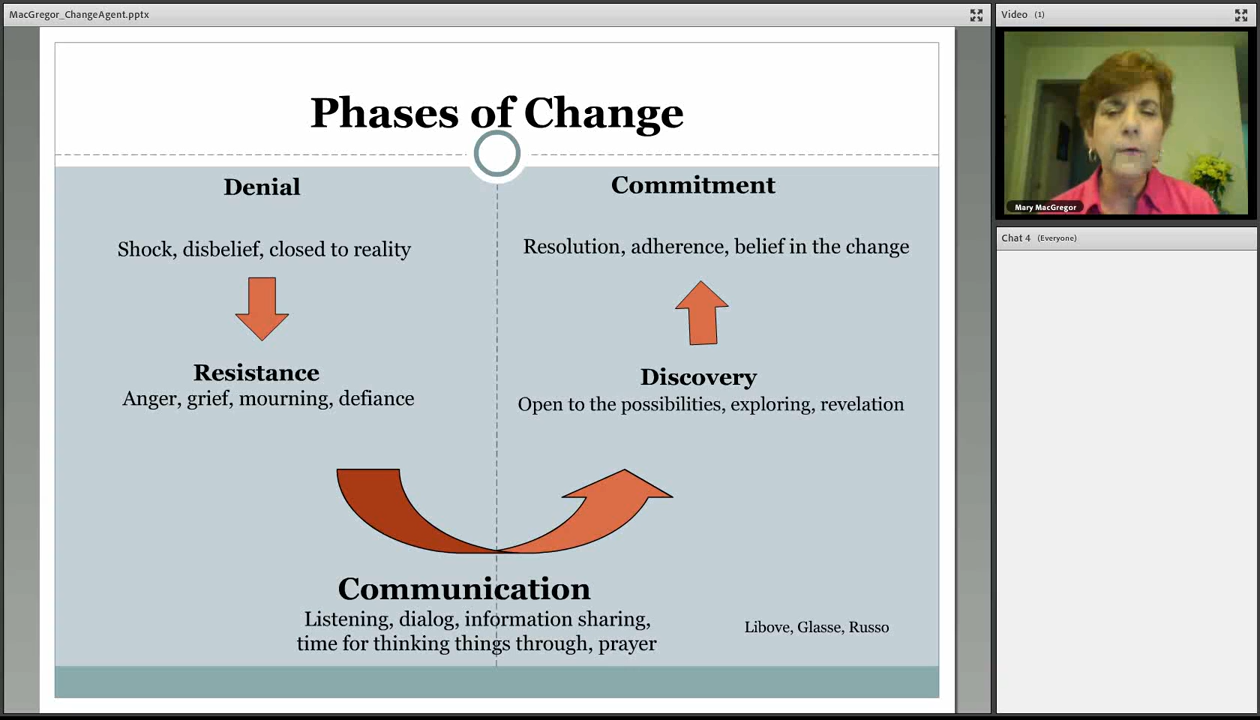 MacGregor_ChangeAgent.pptx
Phases of Change
Denial
Shock, disbelief, closed to reality
Resistance
Anger, grief, mourning, defiance
Commitment
Resolution, adherence, belief in the change
Discovery
Open to the possibilities, exploring, revelation
Communication
Listening, dialog, information sharing,
time for thinking things through, prayer
Libove, Glasse, Russo
Video (1)
Mary MacGregor
Chat 4 (Everyone)